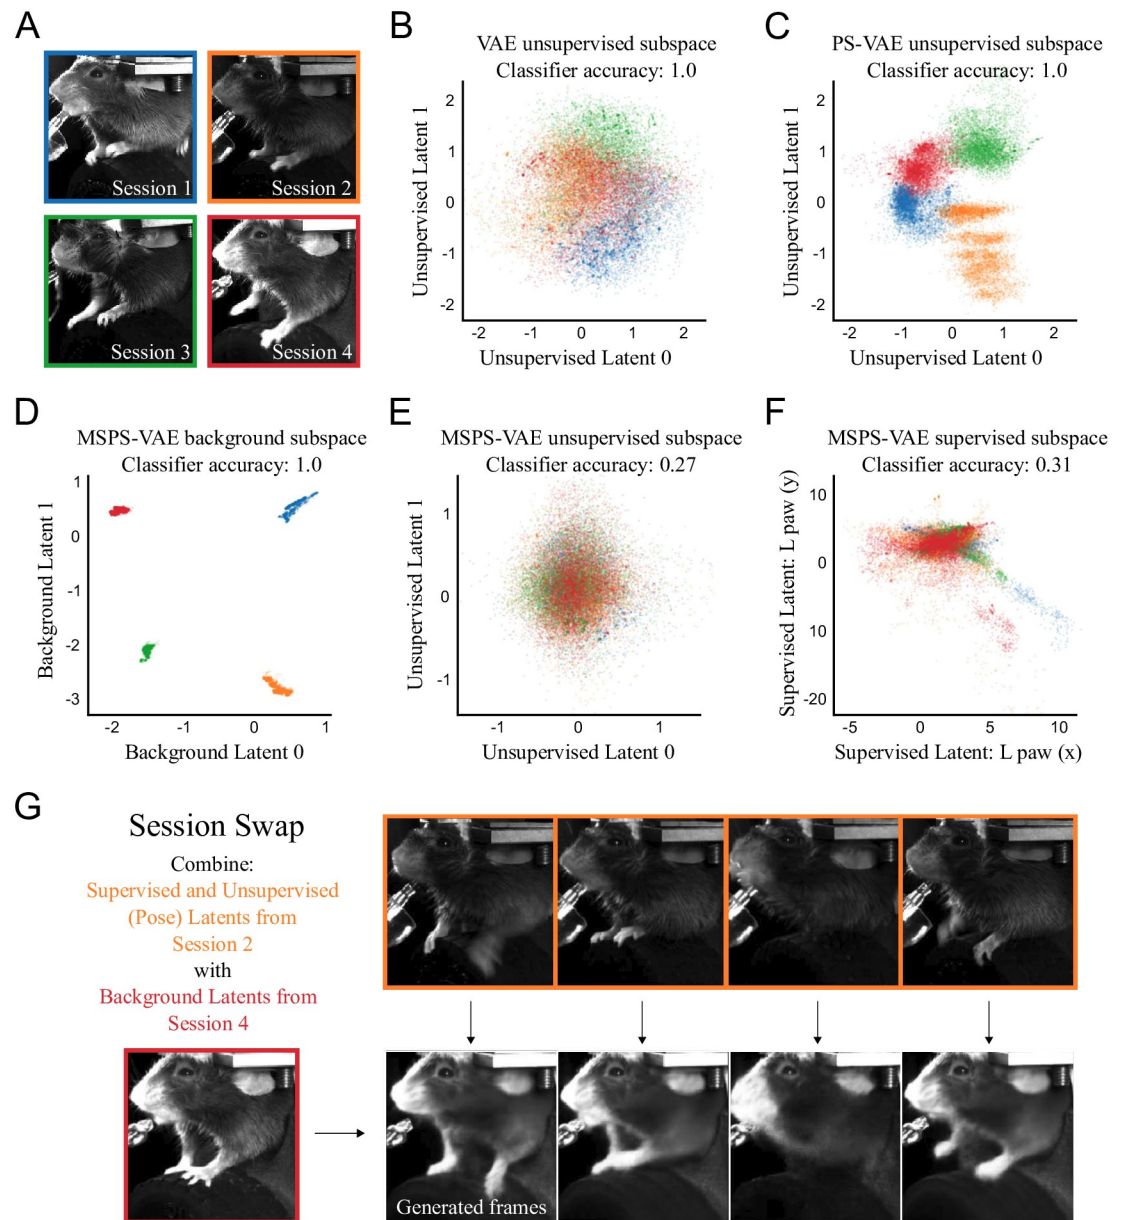 A
Session 1
Session 2
Session 3
Session 4
B
VAE unsupervised subspace
Classifier accuracy: 1.0
Unsupervised Latent 1
2
1
0
-1
-2
-2
-1
0
1
2
Unsupervised Latent 0
C
PS-VAE unsupervised subspace
Classifier accuracy: 1.0
Unsupervised Latent 1
2
1
0
-1
-2
-2
-1
0
1
2
Unsupervised Latent 0
D
MSPS-VAE background subspace
Classifier accuracy: 1.0
Background Latent 1
1
0
-1
-2
-3
-2
-1
0
1
Background Latent 0
E
MSPS-VAE unsupervised subspace
Classifier accuracy: 0.27
Unsupervised Latent 1
1
0
-1
-1
0
1
Unsupervised Latent 0
F
MSPS-VAE supervised subspace
Classifier accuracy: 0.31
Supervised Latent: L paw (y)
10
0
10
-20
-5
0
5
10
Supervised Latent: L paw (x)
G
Session Swap
Combine:
Supervised and Unsupervised
(Pose) Latents from
Session 2
with
Background Latents from
Session 4
Generated frames